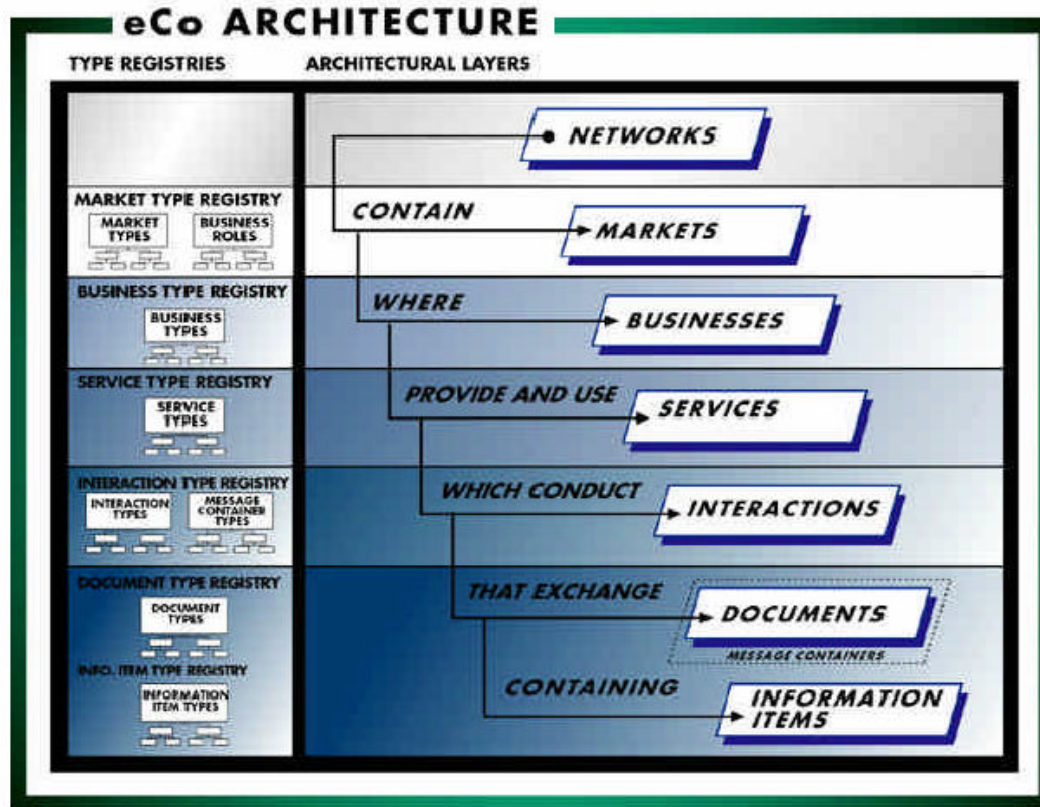 eCo ARCHITECTURE
TYPE REGISTRIES
ARCHITECTURAL LAYERS
NETWORKS
MARKET TYPE REGISTRY
MARKET
TYPES
BUSINESS
ROLES
CONTAIN
MARKETS
BUSINESS TYPE REGISTRY
BUSINESS
TYPES
WHERE
BUSINESSES
SERVICE TYPE REGISTRY
SERVICE
TYPES
PROVIDE AND USE
SERVICES
INTERACTION TYPE REGISTRY
INTERACTION
TYPES
MESSAGE
CONTAINER
TYPES
WHICH CONDUCT
INTERACTIONS
DOCUMENT TYPE REGISTRY
DOCUMENT
TYPES
THAT EXCHANGE
DOCUMENTS
MESSAGE CONTAINERS
INFO. ITEM TYPE REGISTRY
INFORMATION
ITEM TYPES
CONTAINING
INFORMATION
ITEMS